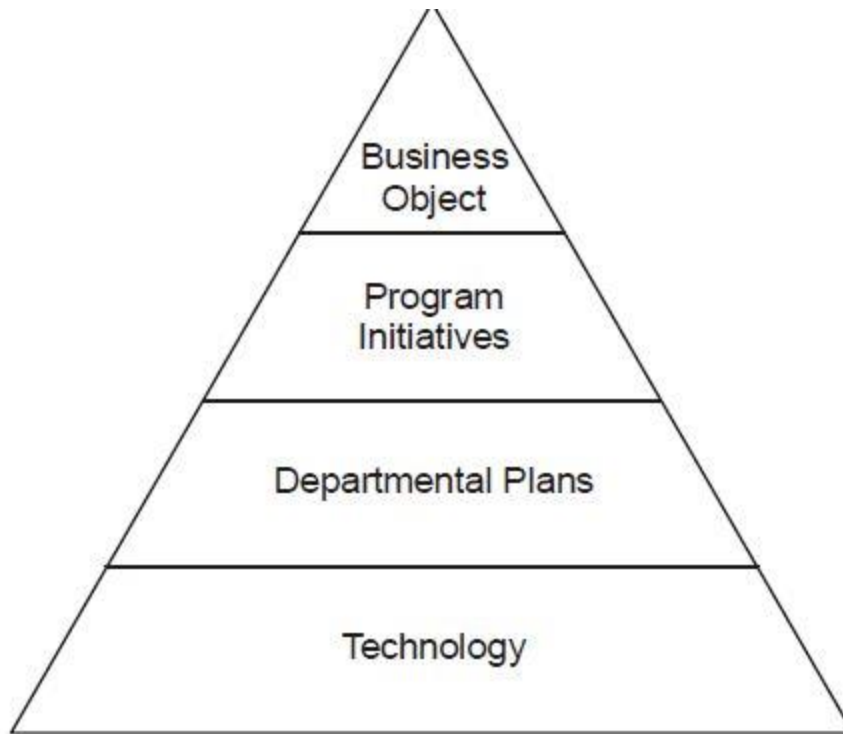 Business
Object
Program
Initiatives
Departmental Plans
Technology